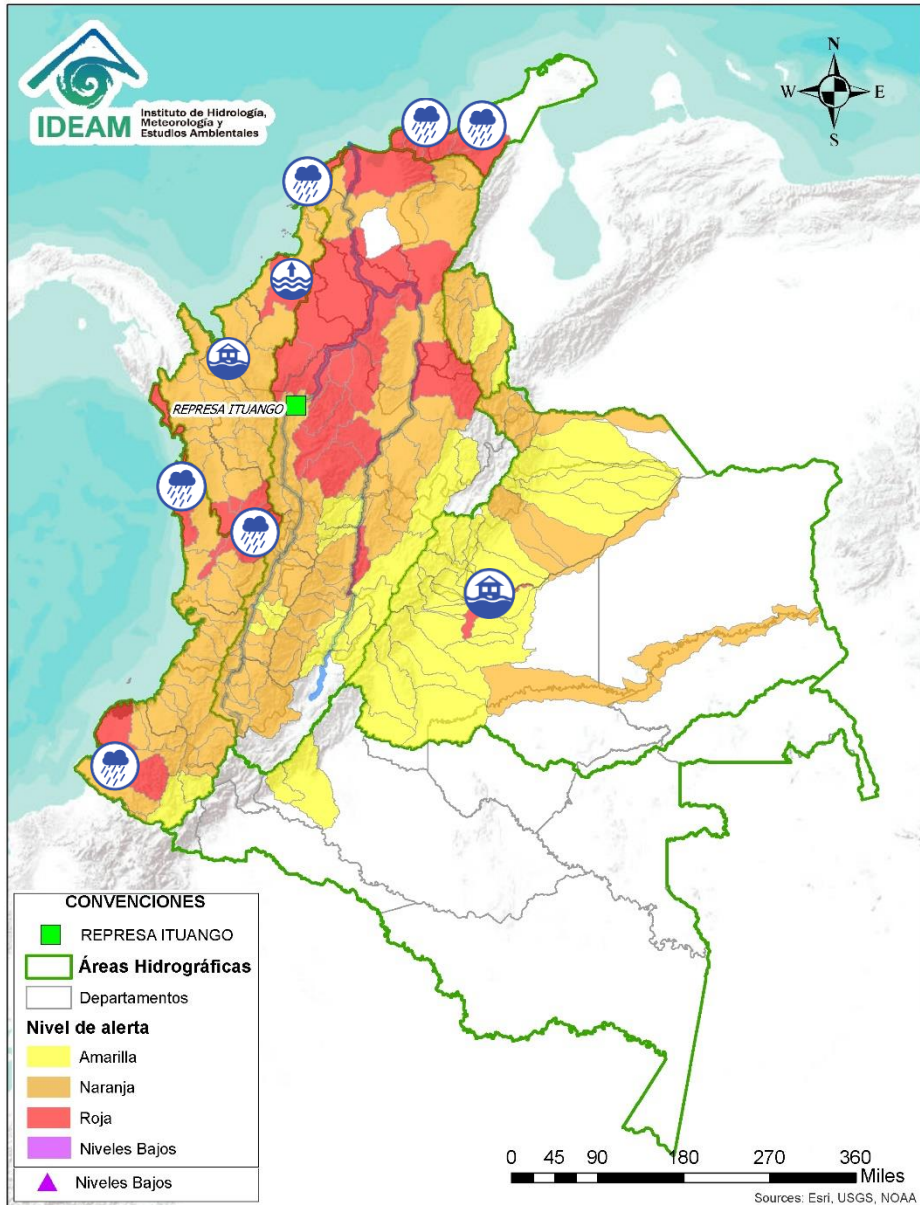 IDEAM
Instituto de Hidrología,
Meteorología y
Estudios Ambientales
N
W
E
S
REPRESA ITUANGO
CONVENCIONES
REPRESA ITUANGO
Áreas Hidrográficas
Departamentos
Nivel de alerta
Amarilla
Naranja
Roja
Niveles Bajos
Niveles Bajos
0 45 90 180 270 360
Miles
Sources: Esri, USGS, NOAA